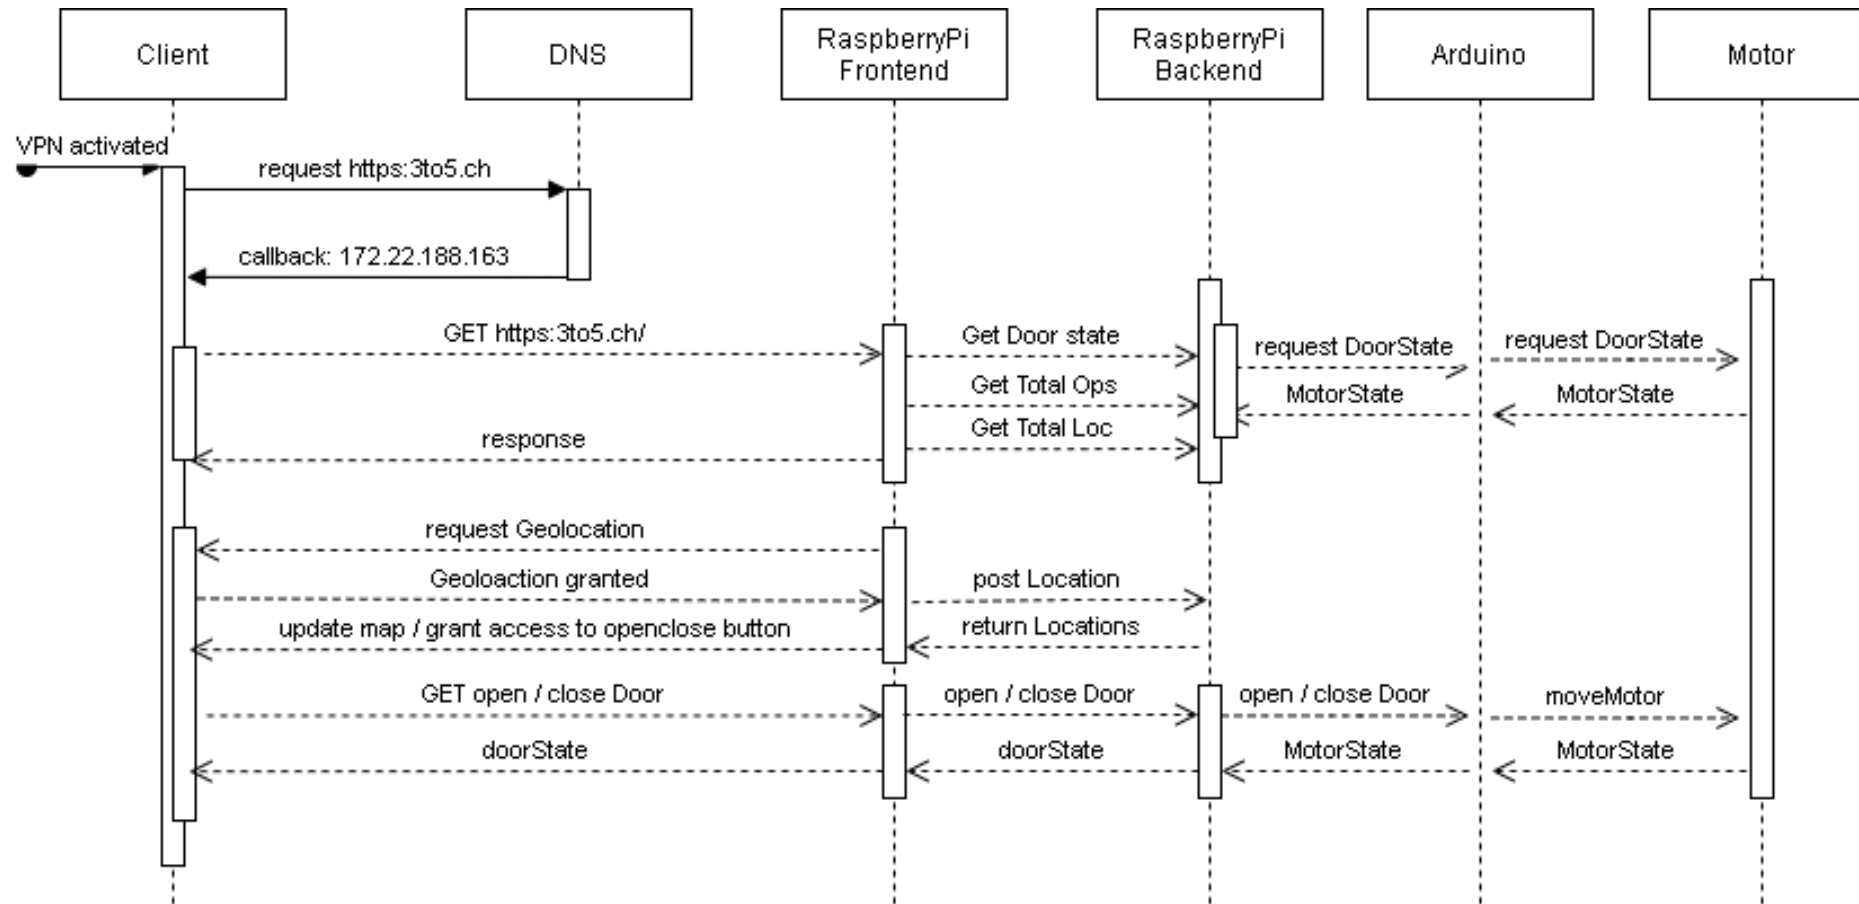 Client
DNS
RaspberryPi
Frontend
RaspberryPi
Backend
Arduino
Motor
VPN activated
request https:3to5.ch
callback: 172.22.188.163
GET https:3to5.ch/
Get Door state
request DoorState
request DoorState
Get Total Ops
MotorState
MotorState
Get Total Loc
response
request Geolocation
Geoloaction granted
post Location
update map / grant access to openclose button
return Locations
GET open / close Door
open / close Door
open / close Door
moveMotor
doorState
doorState
MotorState
MotorState